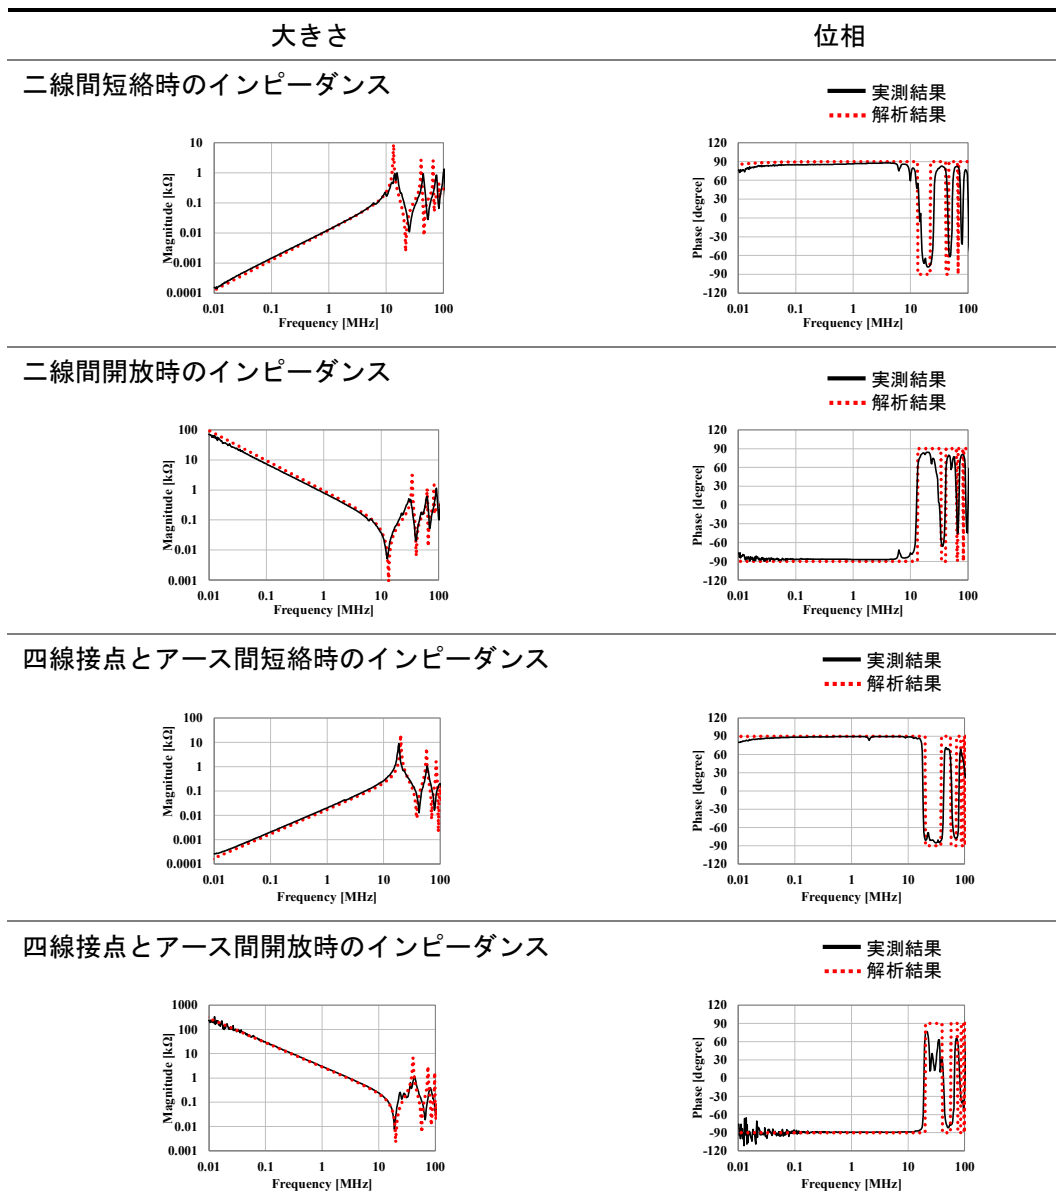 大きさ 位相
二線間短絡時のインピーダンス
実測結果
解析結果
10
1
0.1
0.01
0.001
0.0001
Magnitude [kΩ]
0.01 0.1 1 10 100
Frequency [MHz]
120
90
60
30
0
-30
-60
-90
-120
Phase [degree]
0.01 0.1 1 10 100
Frequency [MHz]
二線間開放時のインピーダンス
実測結果
解析結果
100
10
1
0.1
0.01
0.001
Magnitude [kΩ]
0.01 0.1 1 10 100
Frequency [MHz]
120
90
60
30
0
-30
-60
-90
-120
Phase [degree]
0.01 0.1 1 10 100
Frequency [MHz]
四線接点とアース間短絡時のインピーダンス
実測結果
解析結果
100
10
1
0.1
0.01
0.001
0.0001
Magnitude [kΩ]
0.01 0.1 1 10 100
Frequency [MHz]
120
90
60
30
0
-30
-60
-90
-120
Phase [degree]
0.01 0.1 1 10 100
Frequency [MHz]
四線接点とアース間開放時のインピーダンス
実測結果
解析結果
1000
100
10
1
0.1
0.01
0.001
Magnitude [kΩ]
0.01 0.1 1 10 100
Frequency [MHz]
120
90
60
30
0
-30
-60
-90
-120
Phase [degree]
0.01 0.1 1 10 100
Frequency [MHz]